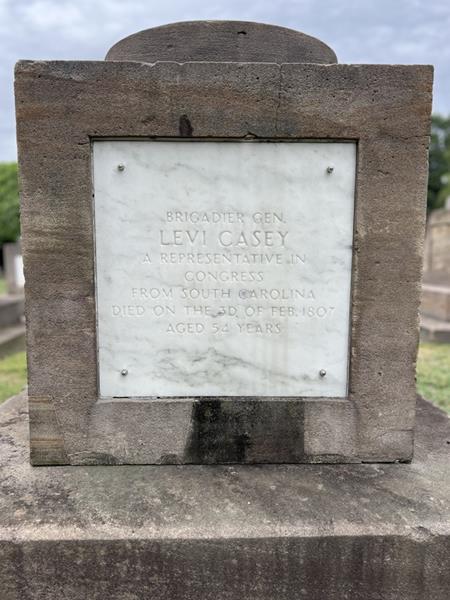 BRIGADIER GEN.
LEVI CASEY
A REPRESENTATIVE IN
CONGRESS
FROM SOUTH CAROLINA
DIED ON THE 3D OF FEB. 1807
AGED 54 YEARS